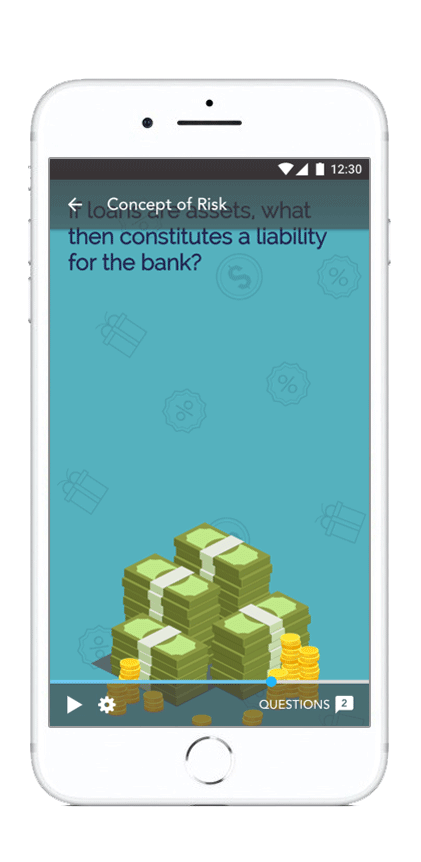 12:30
Concept of Risk
If loans are assets, what
then constitutes a liability
for the bank?
QUESTIONS 2